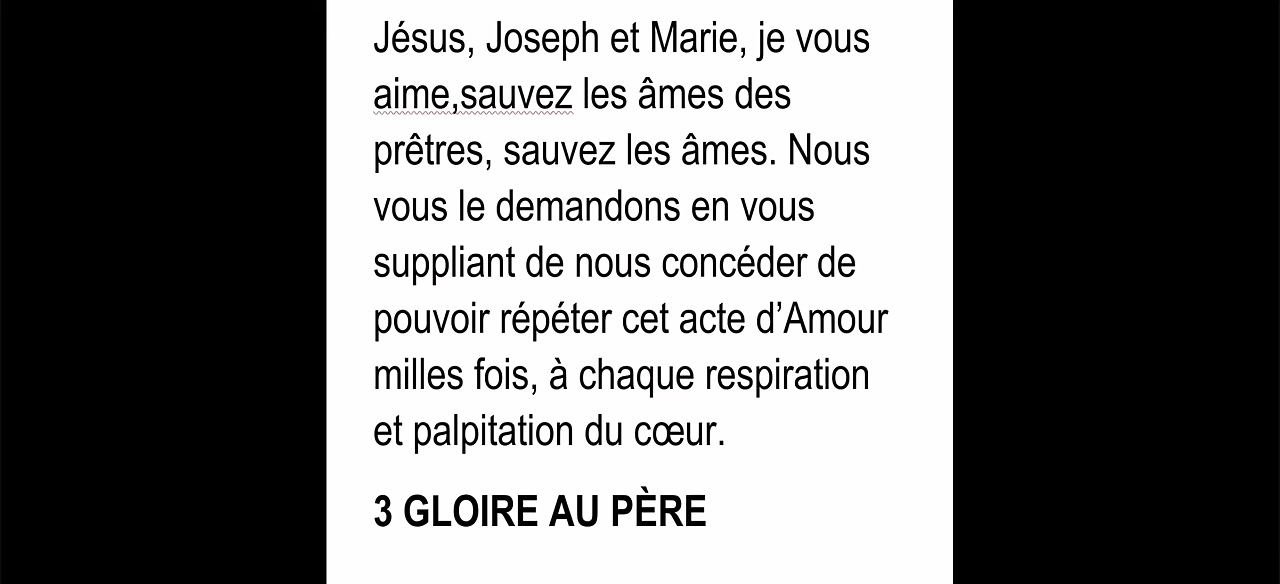 Jésus, Joseph et Marie, je vous
aime,sauvez les âmes des
prêtres, sauvez les âmes. Nous
vous le demandons en vous
suppliant de nous concéder de
pouvoir répéter cet acte d’Amour
milles fois, à chaque respiration
et palpitation du cœur.
3 GLOIRE AU PÈRE